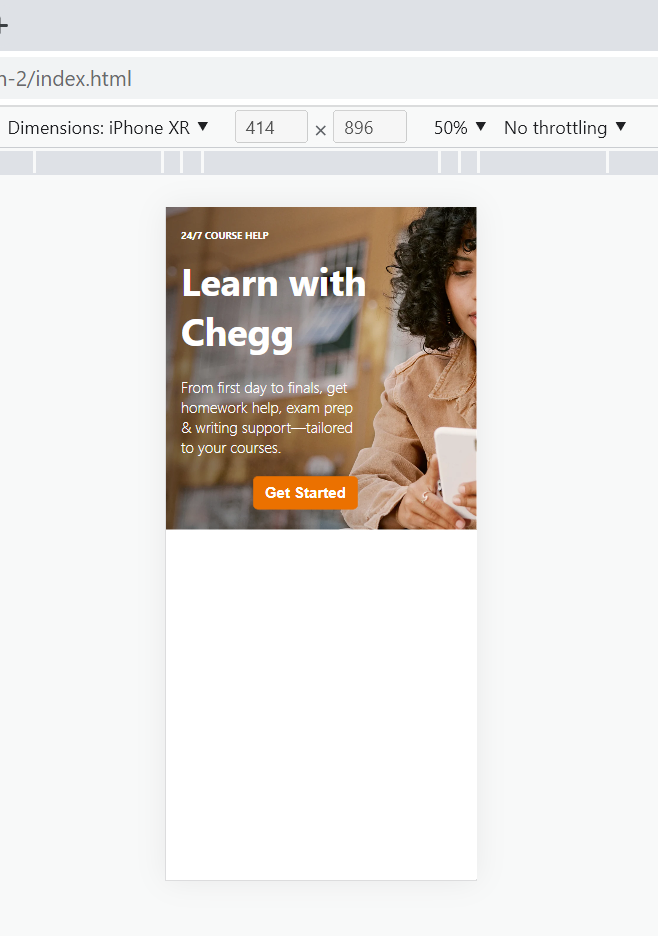 n-2/index.html
Dimensions: iPhone XR ▼ 414 × 896 50% ▼ No throttling ▼
24/7 COURSE HELP
Learn with
Chegg
From first day to finals, get
homework help, exam prep
& writing support—tailored
to your courses.
Get Started